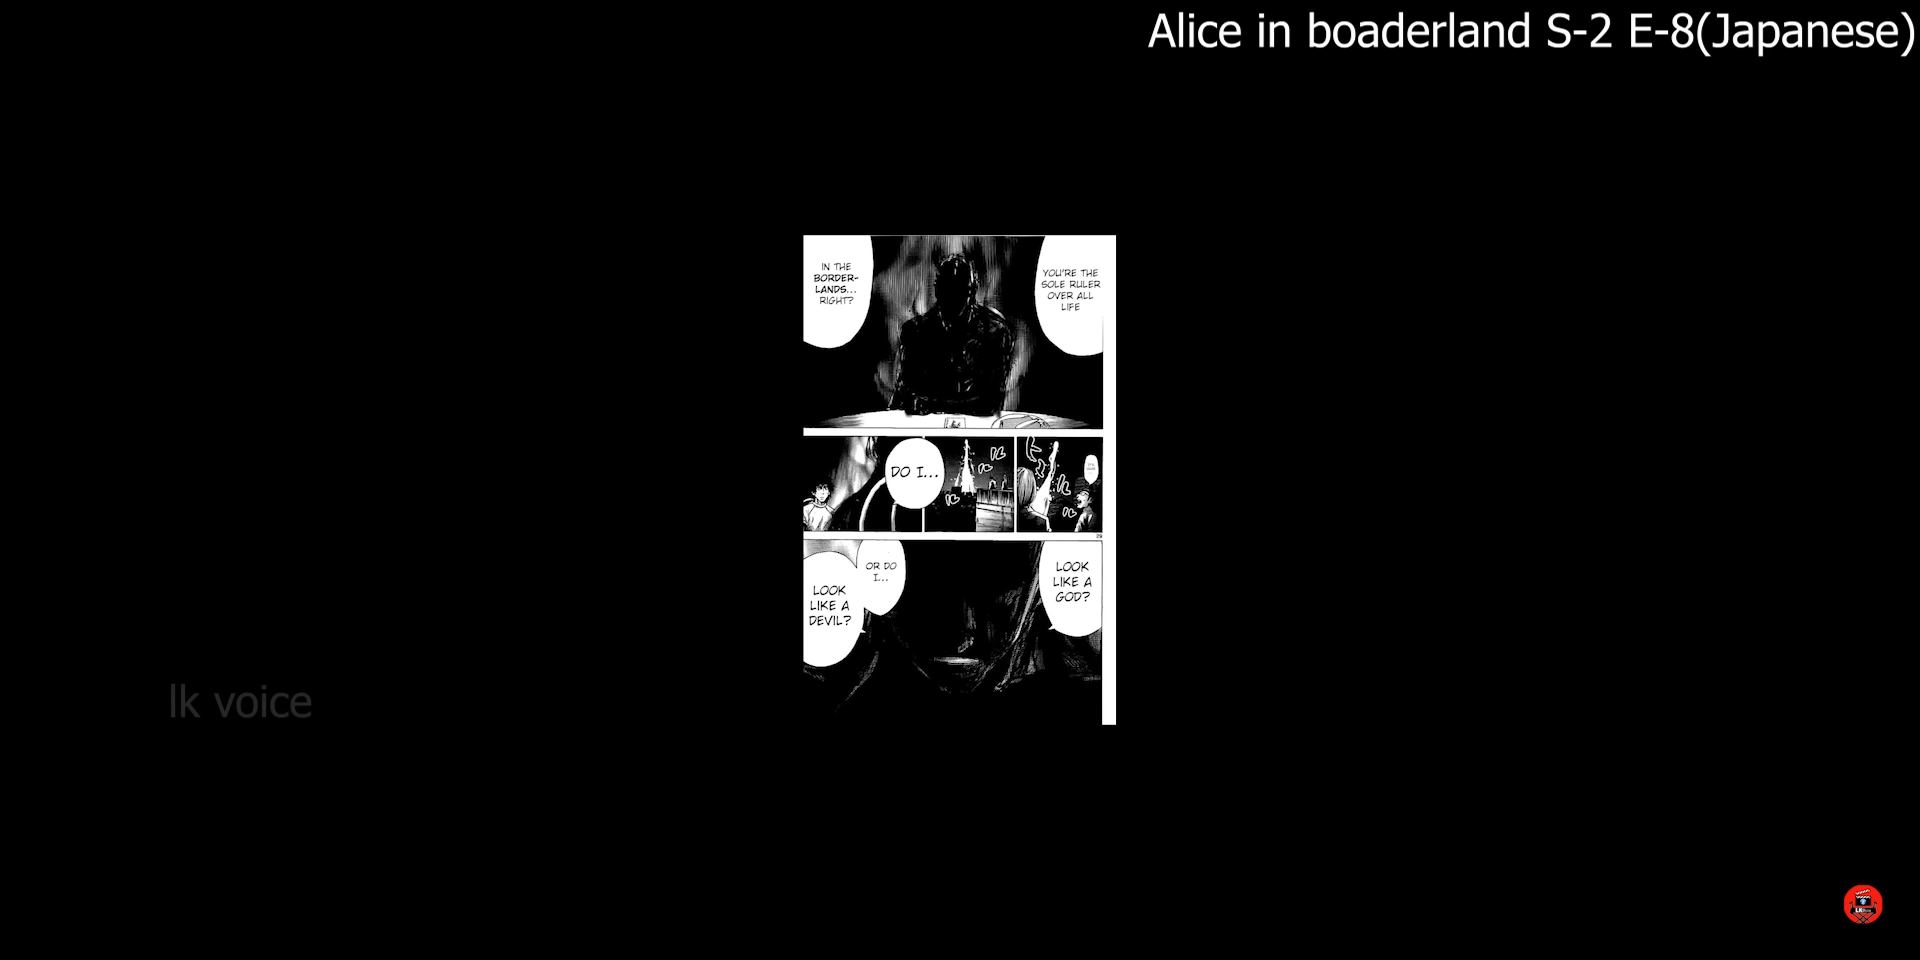 Alice in boaderland S-2 E-8(Japanese)
YOU'RE THE
SOLE RULER
OVER ALL
LIFE
IN THE
BORDER-
LANDS...
RIGHT?
DO I...
29
LOOK
LIKE A
GOD?
OR DO
I...
LOOK
LIKE A
DEVIL?
lk voice